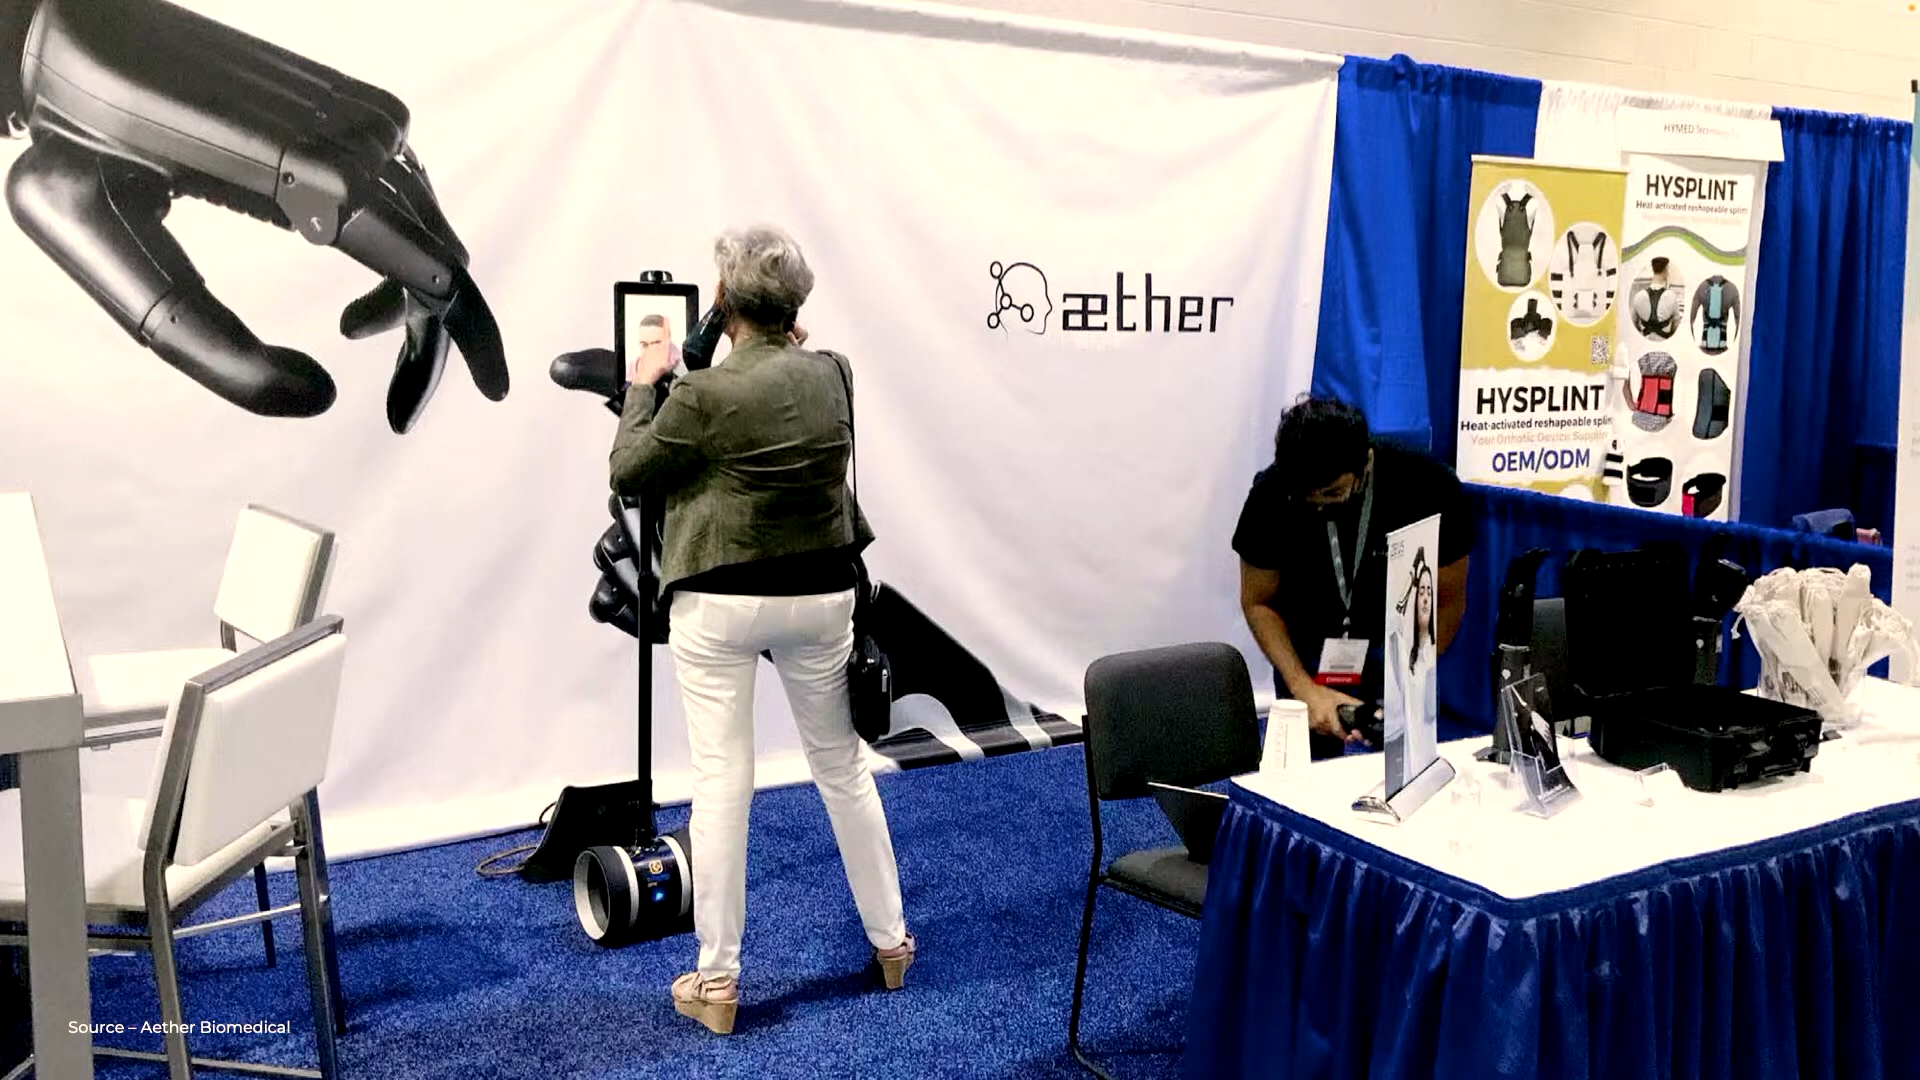 æther
HYMED
HYSPLINT
Heat-activated reshapeable splint
HYSPLINT
Heat-activated reshapeable splint
Your Orthotic Device Supplier
OEM/ODM
Source – Aether Biomedical